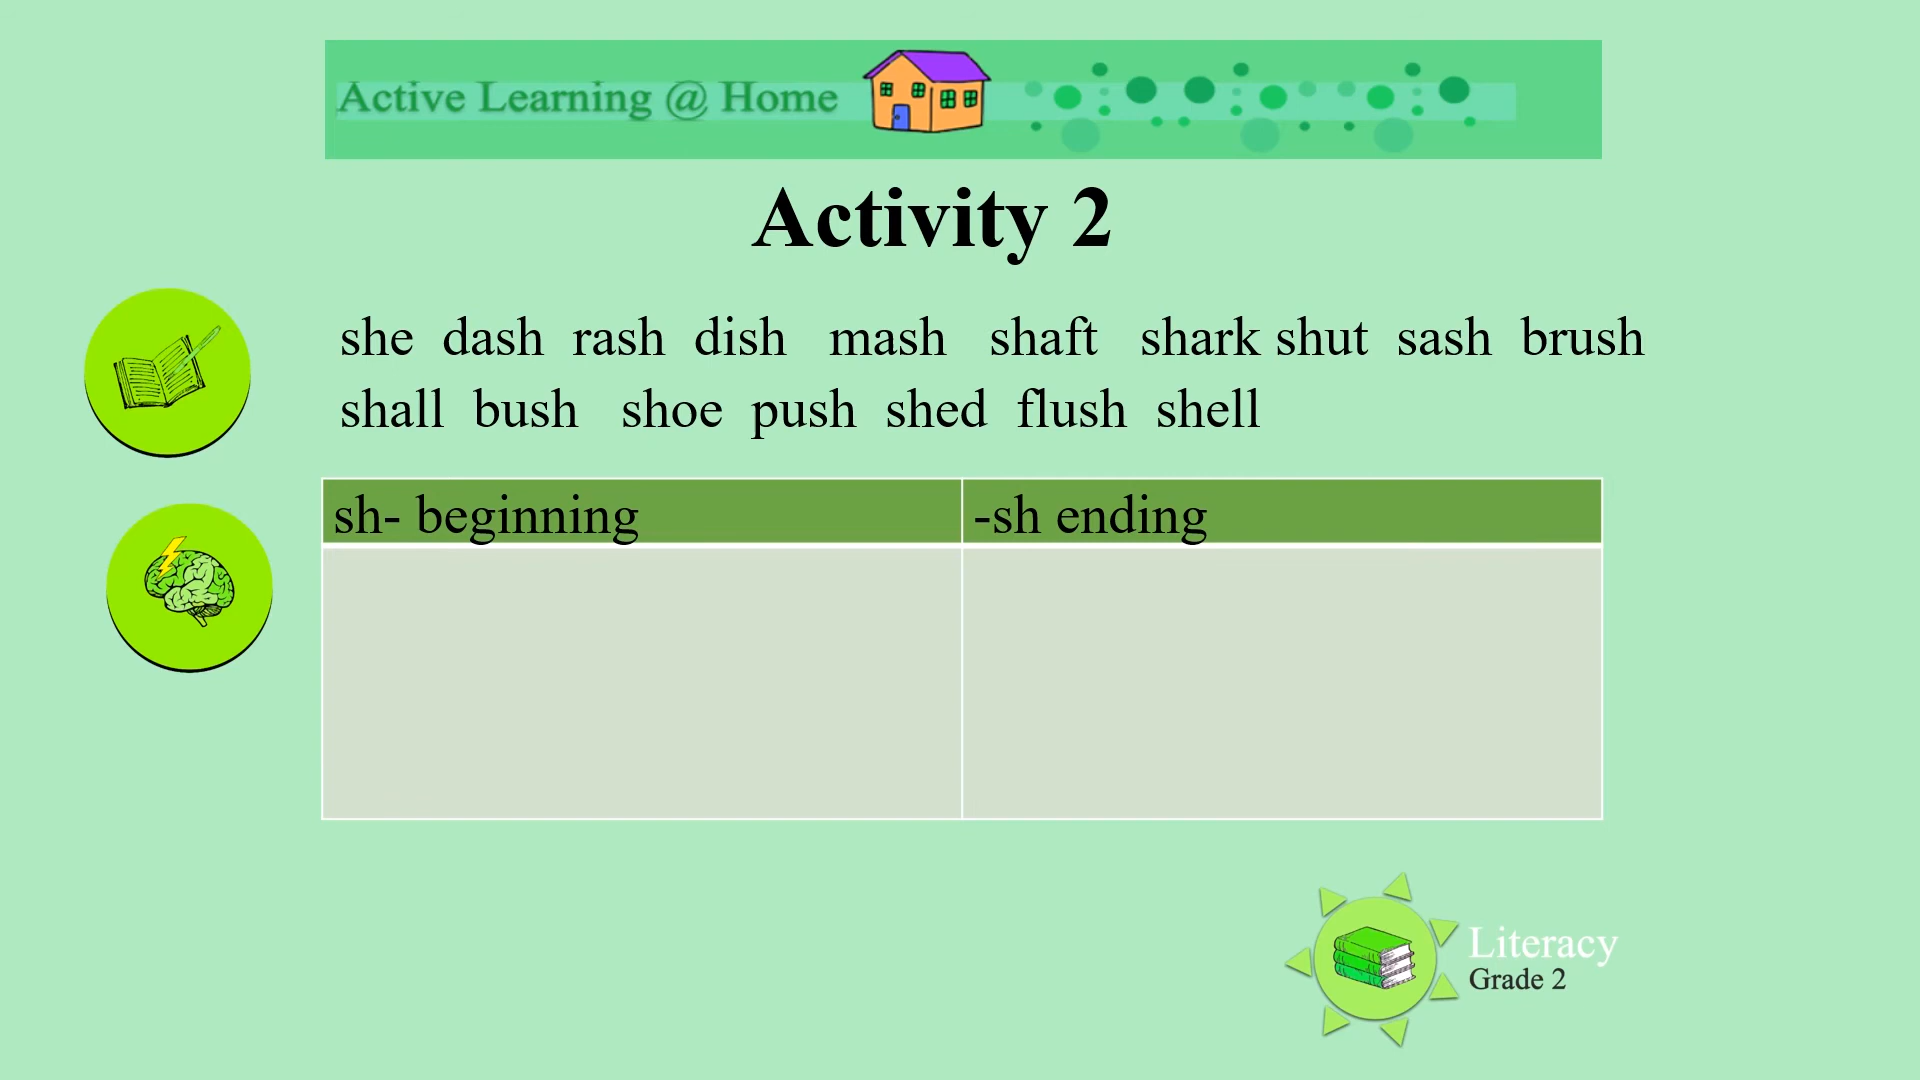 Active Learning @ Home
Activity 2
she dash rash dish mash shaft shark shut sash brush
shall bush shoe push shed flush shell
sh- beginning
-sh ending
Literacy
Grade 2